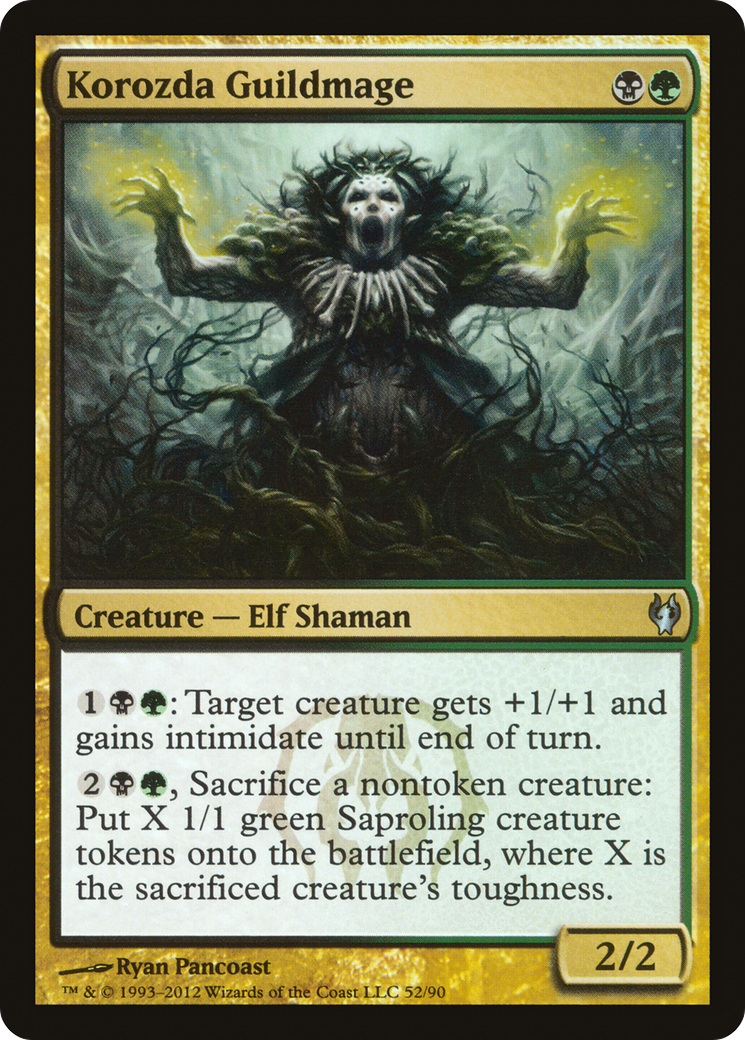 Korozda Guildmage
Creature — Elf Shaman
1: Target creature gets +1/+1 and
gains intimidate until end of turn.
2, Sacrifice a nontoken creature:
Put X 1/1 green Saproling creature
tokens onto the battlefield, where X is
the sacrificed creature's toughness.
2/2
Ryan Pancoast
™ & © 1993–2012 Wizards of the Coast LLC 52/90